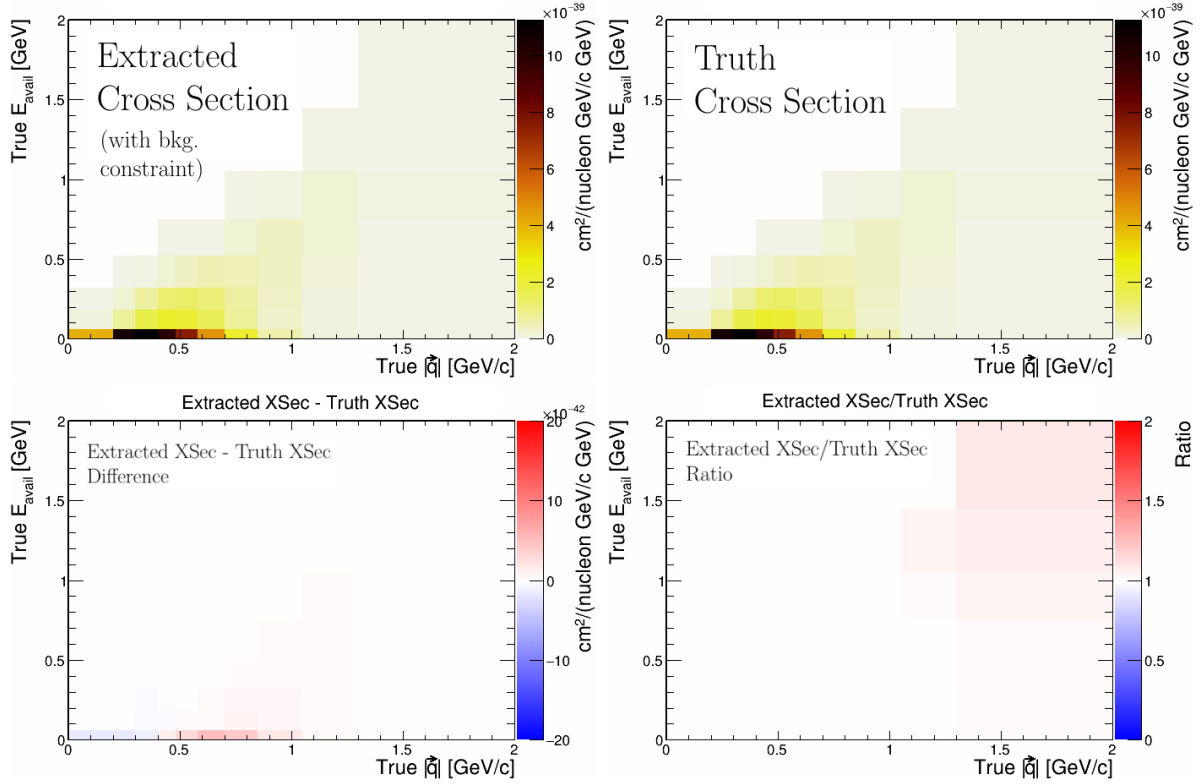 ×10⁻³⁹
Extracted
Cross Section
(with bkg.
constraint)
True E_avail [GeV]
2
1.5
1
0.5
0
0 0.5 1 1.5 2
True |q⃗| [GeV/c]
10
8
6
4
2
0
cm²/(nucleon GeV/c GeV)
×10⁻³⁹
Truth
Cross Section
True E_avail [GeV]
2
1.5
1
0.5
0
0 0.5 1 1.5 2
True |q⃗| [GeV/c]
10
8
6
4
2
0
cm²/(nucleon GeV/c GeV)
Extracted XSec - Truth XSec
×10⁻⁴²
Extracted XSec - Truth XSec
Difference
True E_avail [GeV]
2
1.5
1
0.5
0
0 0.5 1 1.5 2
True |q⃗| [GeV/c]
20
10
0
−10
−20
cm²/(nucleon GeV/c GeV)
Extracted XSec/Truth XSec
Extracted XSec/Truth XSec
Ratio
True E_avail [GeV]
2
1.5
1
0.5
0
0 0.5 1 1.5 2
True |q⃗| [GeV/c]
2
1.5
1
0.5
0
Ratio